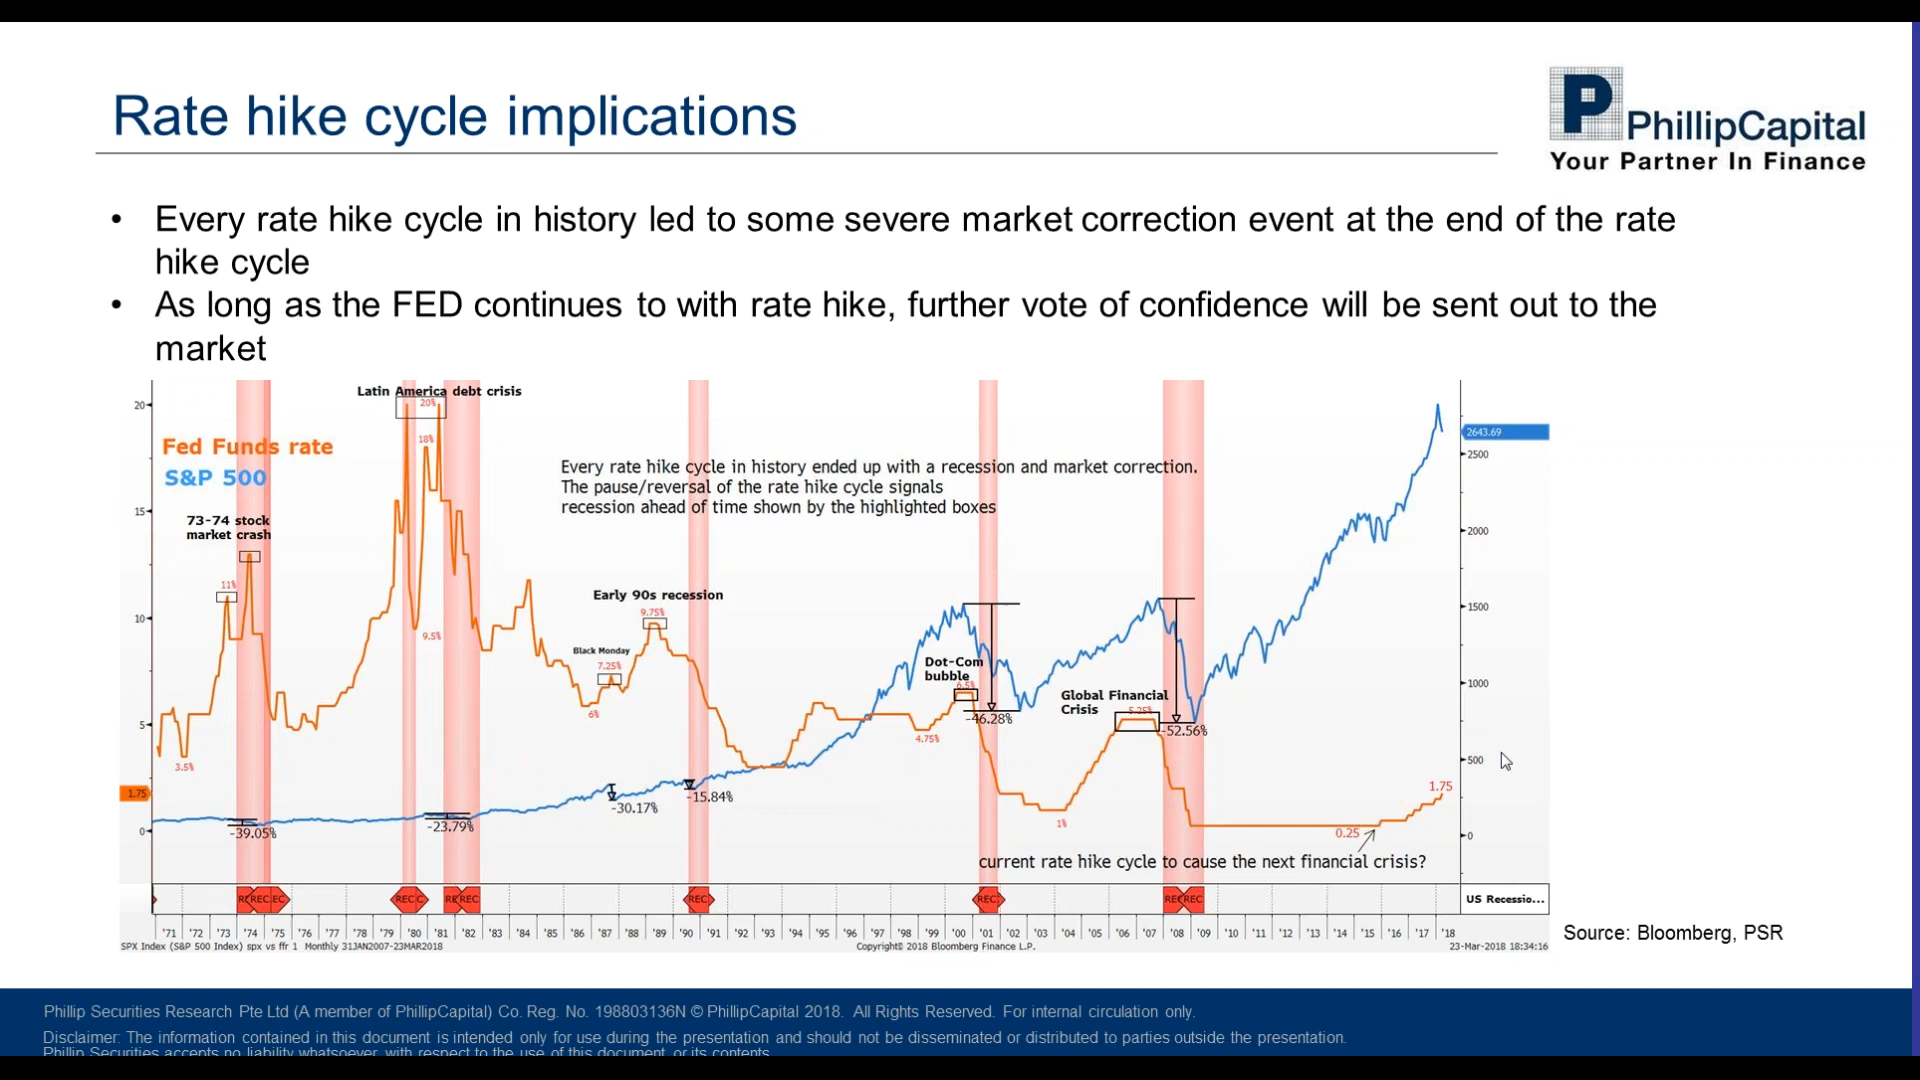 Rate hike cycle implications
PhillipCapital
Your Partner In Finance
• Every rate hike cycle in history led to some severe market correction event at the end of the rate
hike cycle
• As long as the FED continues to with rate hike, further vote of confidence will be sent out to the
market
Latin America debt crisis
20%
18%
Fed Funds rate
S&P 500
73-74 stock
market crash
11%
3.5%
9.5%
Every rate hike cycle in history ended up with a recession and market correction.
The pause/reversal of the rate hike cycle signals
recession ahead of time shown by the highlighted boxes
Early 90s recession
9.75%
Black Monday
7.25%
6%
Dot-Com
bubble
6.5%
4.75%
Global Financial
Crisis
5.25%
1%
-39.05%
-23.79%
-30.17%
-15.84%
-46.28%
-52.56%
1.75
0.25
current rate hike cycle to cause the next financial crisis?
20
15
10
5
0
1.75
2643.69
2500
2000
1500
1000
500
0
REC EC REC REC REC REC REC REC
US Recessio...
'71 '72 '73 '74 '75 '76 '77 '78 '79 '80 '81 '82 '83 '84 '85 '86 '87 '88 '89 '90 '91 '92 '93 '94 '95 '96 '97 '98 '99 '00 '01 '02 '03 '04 '05 '06 '07 '08 '09 '10 '11 '12 '13 '14 '15 '16 '17 '18
SPX Index (S&P 500 Index) spx vs ffr 1 Monthly 31JAN2007-23MAR2018
Copyright© 2018 Bloomberg Finance L.P.
23-Mar-2018 18:34:16
Source: Bloomberg, PSR
Phillip Securities Research Pte Ltd (A member of PhillipCapital) Co. Reg. No. 198803136N © PhillipCapital 2018. All Rights Reserved. For internal circulation only.
Disclaimer: The information contained in this document is intended only for use during the presentation and should not be disseminated or distributed to parties outside the presentation.
Phillip Securities accepts no liability whatsoever with respect to the use of this document or its contents.